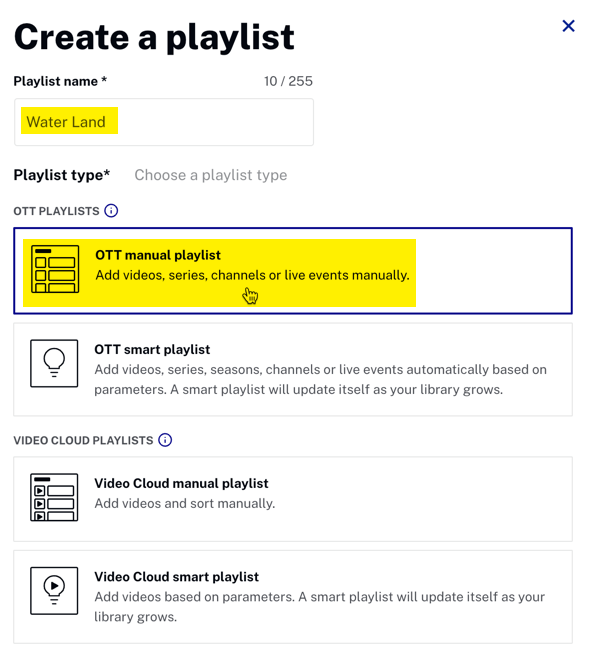 Create a playlist
Playlist name * 10 / 255
Water Land
Playlist type* Choose a playlist type
OTT PLAYLISTS
OTT manual playlist
Add videos, series, channels or live events manually.
OTT smart playlist
Add videos, series, seasons, channels or live events automatically based on
parameters. A smart playlist will update itself as your library grows.
VIDEO CLOUD PLAYLISTS
Video Cloud manual playlist
Add videos and sort manually.
Video Cloud smart playlist
Add videos based on parameters. A smart playlist will update itself as your
library grows.